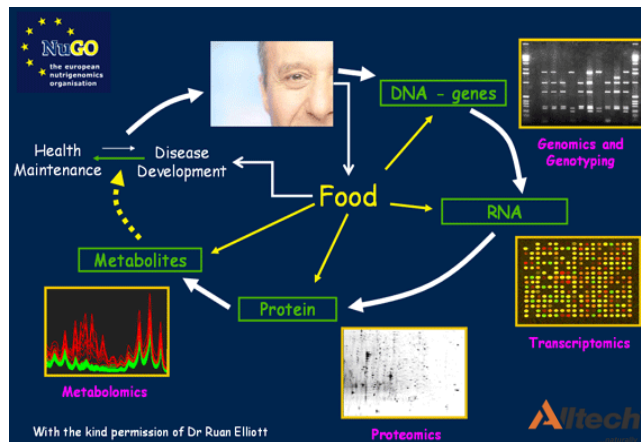 NuGO
the european
nutrigenomics
organisation
DNA - genes
Genomics and
Genotyping
Health
Maintenance
Disease
Development
Food
RNA
Metabolites
Protein
Transcriptomics
Metabolomics
Proteomics
With the kind permission of Dr Ruan Elliott
Alltech